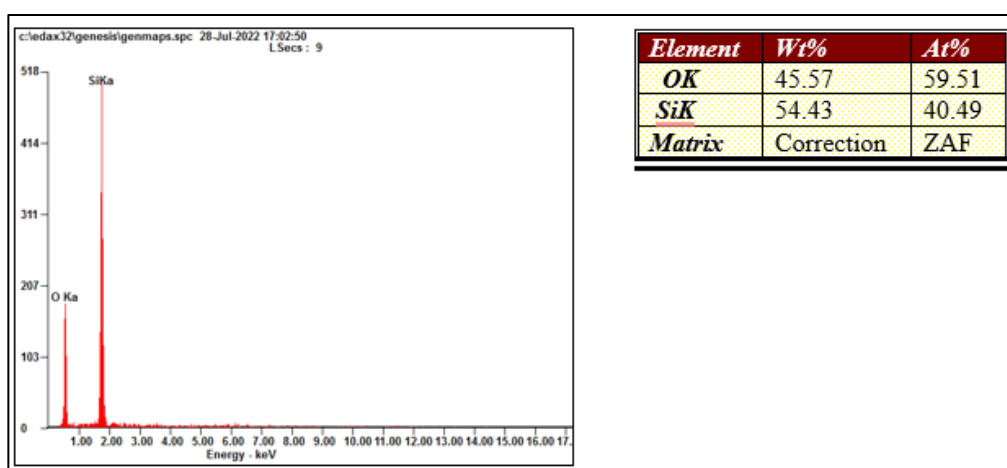 c:\edax32\genesis\genmaps.spc 28-Jul-2022 17:02:50
LSecs : 9
518
SiKa
414
311
207
O Ka
103
0
1.00 2.00 3.00 4.00 5.00 6.00 7.00 8.00 9.00 10.00 11.00 12.00 13.00 14.00 15.00 16.00 17.
Energy - keV
Element Wt% At%
OK 45.57 59.51
SiK 54.43 40.49
Matrix Correction ZAF